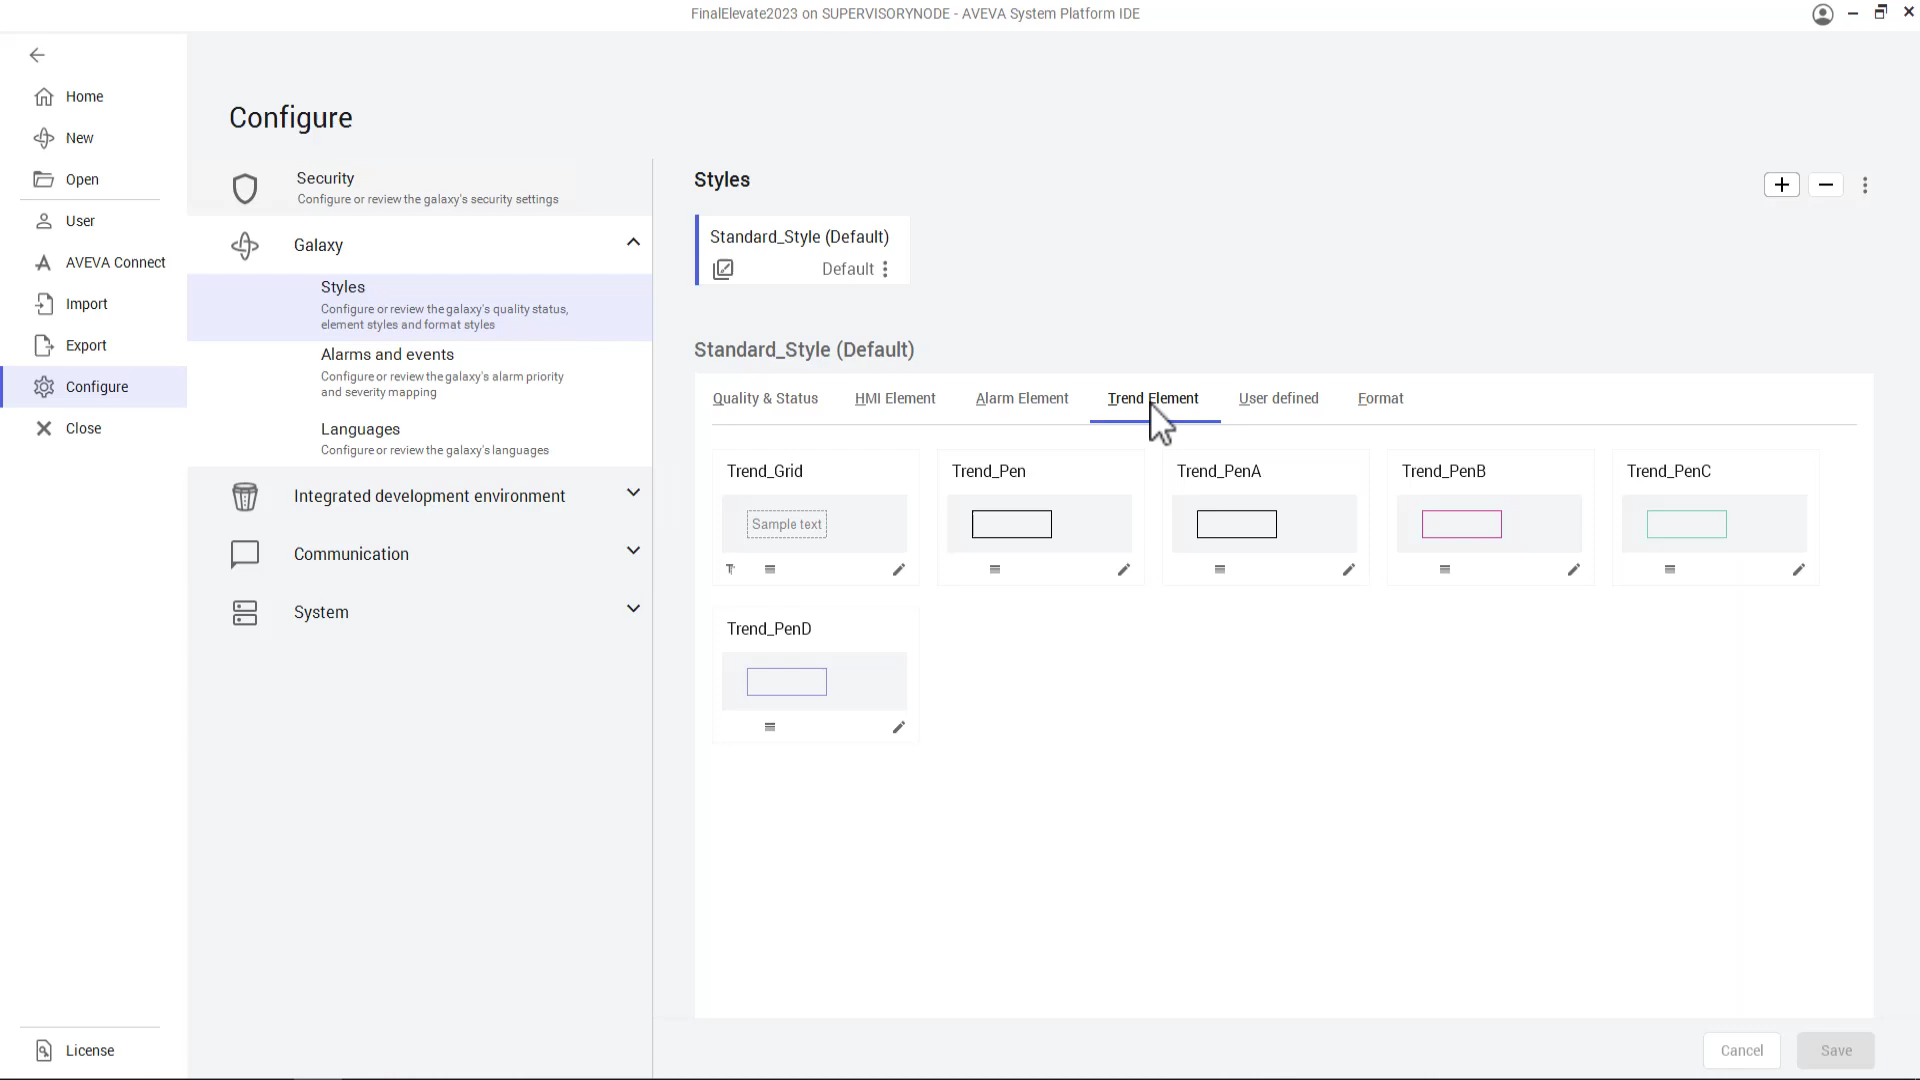 FinalElevate2023 on SUPERVISORYNODE - AVEVA System Platform IDE
Home
New
Open
User
AVEVA Connect
Import
Export
Configure
Close
License
Configure
Security
Configure or review the galaxy's security settings
Galaxy
Styles
Configure or review the galaxy's quality status,
element styles and format styles
Alarms and events
Configure or review the galaxy's alarm priority
and severity mapping
Languages
Configure or review the galaxy's languages
Integrated development environment
Communication
System
Styles
Standard_Style (Default)
Default
Standard_Style (Default)
Quality & Status
HMI Element
Alarm Element
Trend Element
User defined
Format
Trend_Grid
Sample text
Trend_Pen
Trend_PenA
Trend_PenB
Trend_PenC
Trend_PenD
Cancel
Save